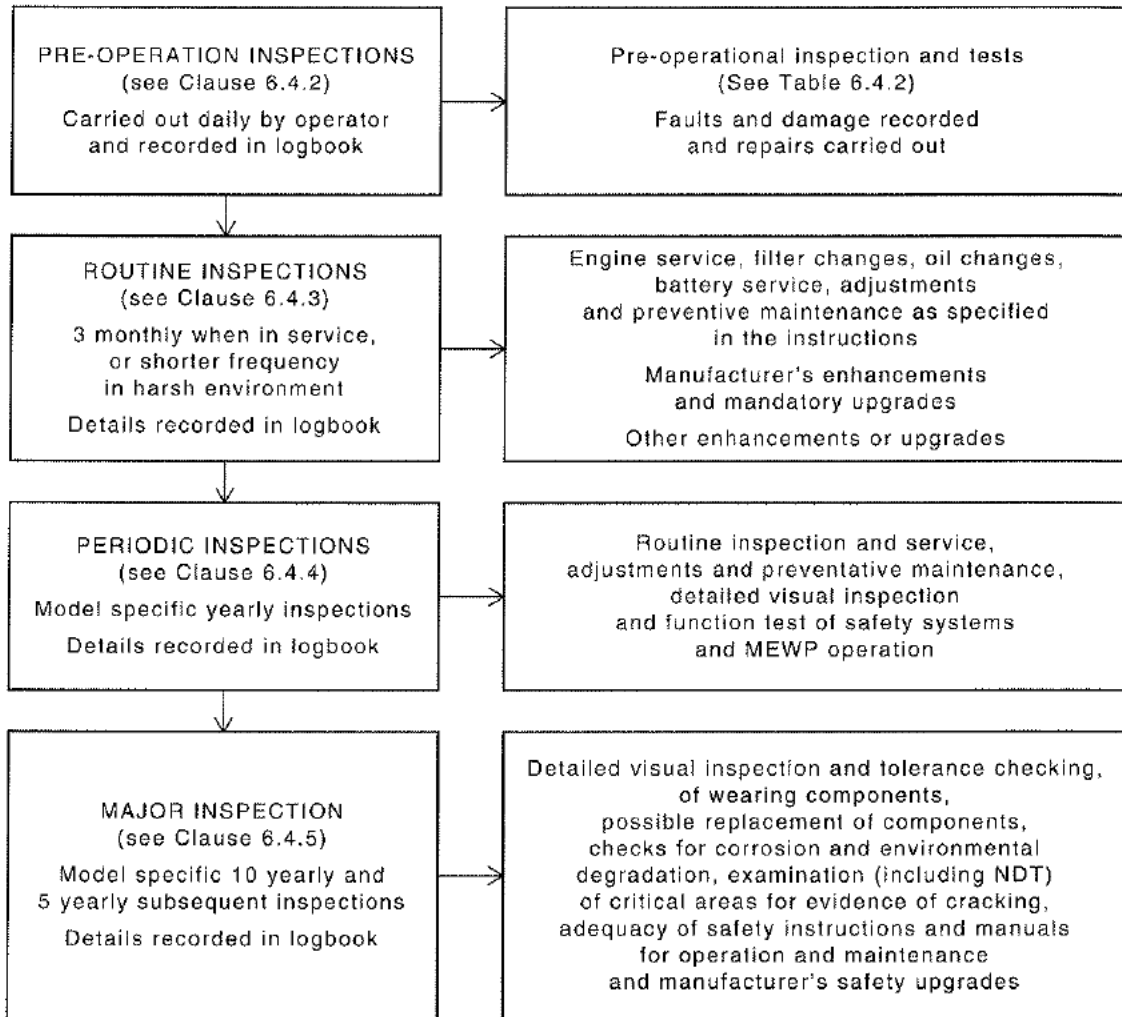 PRE-OPERATION INSPECTIONS
(see Clause 6.4.2)
Carried out daily by operator
and recorded in logbook
Pre-operational inspection and tests
(See Table 6.4.2)
Faults and damage recorded
and repairs carried out
ROUTINE INSPECTIONS
(see Clause 6.4.3)
3 monthly when in service,
or shorter frequency
in harsh environment
Details recorded in logbook
Engine service, filter changes, oil changes,
battery service, adjustments
and preventive maintenance as specified
in the instructions
Manufacturer's enhancements
and mandatory upgrades
Other enhancements or upgrades
PERIODIC INSPECTIONS
(see Clause 6.4.4)
Model specific yearly inspections
Details recorded in logbook
Routine inspection and service,
adjustments and preventative maintenance,
detailed visual inspection
and function test of safety systems
and MEWP operation
MAJOR INSPECTION
(see Clause 6.4.5)
Model specific 10 yearly and
5 yearly subsequent inspections
Details recorded in logbook
Detailed visual inspection and tolerance checking,
of wearing components,
possible replacement of components,
checks for corrosion and environmental
degradation, examination (including NDT)
of critical areas for evidence of cracking,
adequacy of safety instructions and manuals
for operation and maintenance
and manufacturer's safety upgrades